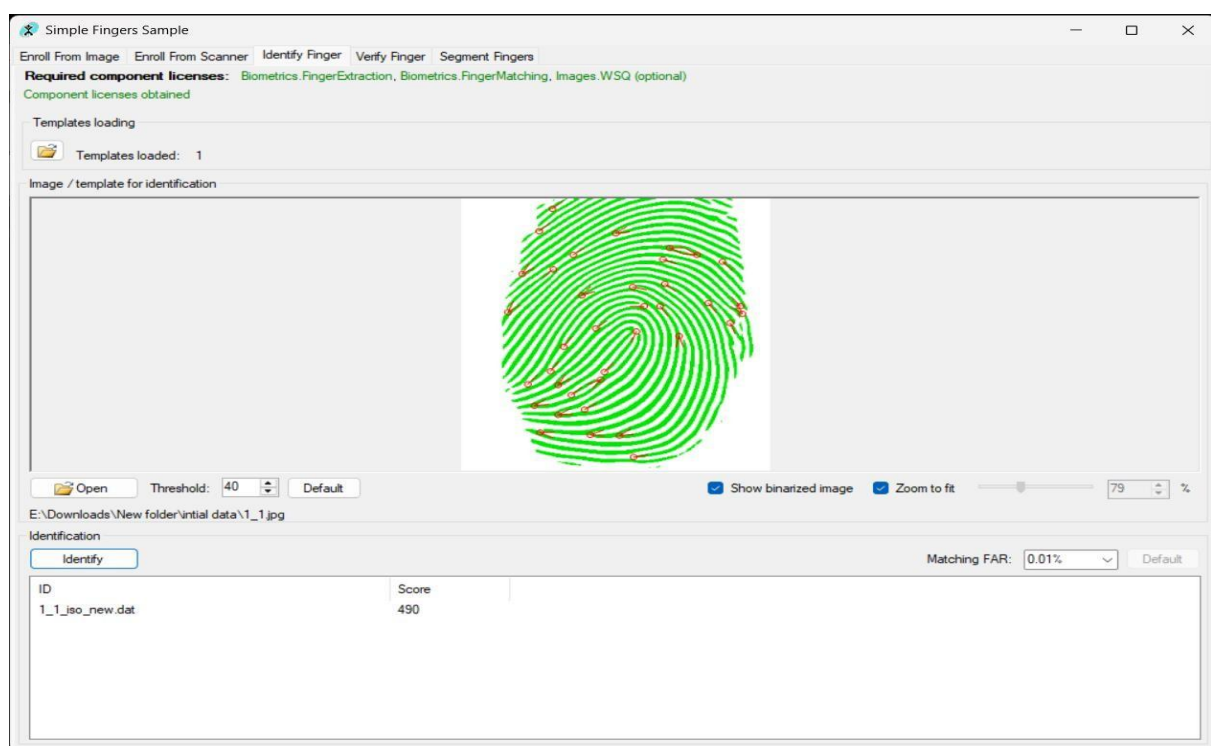 Simple Fingers Sample
Enroll From Image Enroll From Scanner Identify Finger Verify Finger Segment Fingers
Required component licenses: Biometrics.FingerExtraction, Biometrics.FingerMatching, Images.WSQ (optional)
Component licenses obtained
Templates loading
Templates loaded: 1
Image / template for identification
Open Threshold: 40 Default Show binarized image Zoom to fit 79 %
E:\Downloads\New folder\intial data\1_1.jpg
Identification
Identify Matching FAR: 0.01% Default
ID Score
1_1_iso_new.dat 490